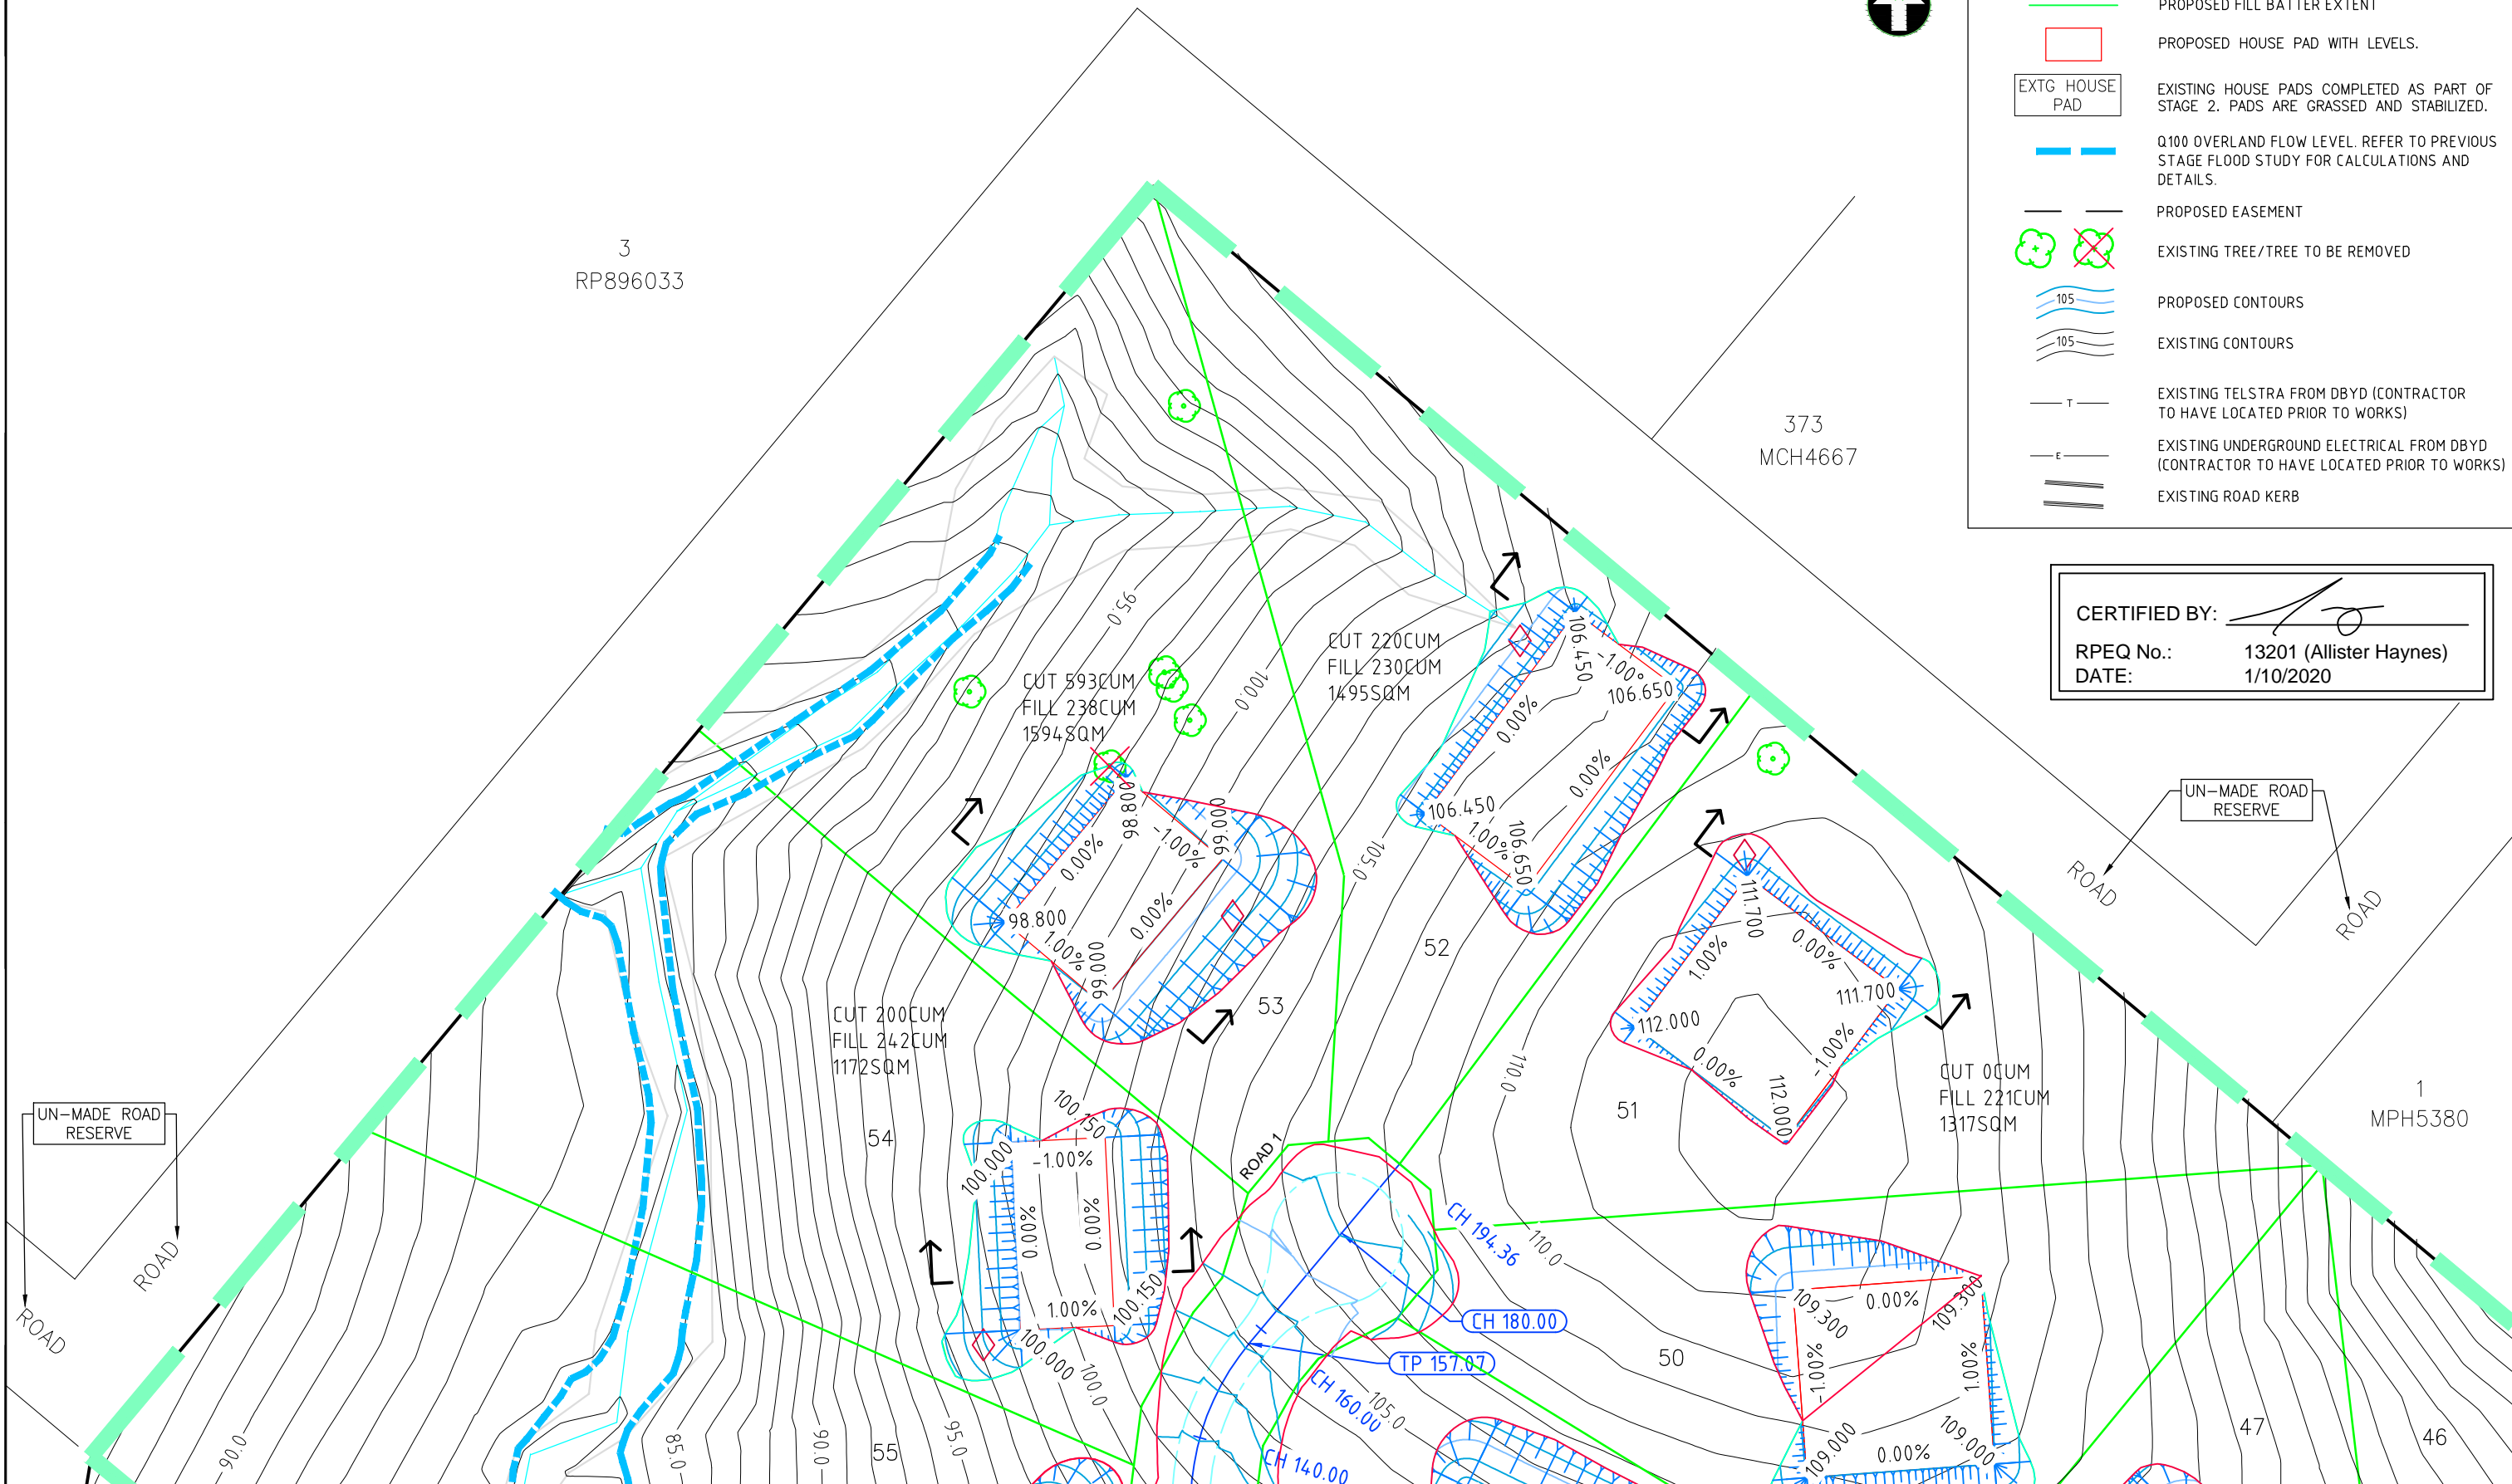 PROPOSED FILL BATTER EXTENT
PROPOSED HOUSE PAD WITH LEVELS.
EXTG HOUSE
PAD
EXISTING HOUSE PADS COMPLETED AS PART OF
STAGE 2. PADS ARE GRASSED AND STABILIZED.
Q100 OVERLAND FLOW LEVEL. REFER TO PREVIOUS
STAGE FLOOD STUDY FOR CALCULATIONS AND
DETAILS.
PROPOSED EASEMENT
EXISTING TREE/TREE TO BE REMOVED
105
PROPOSED CONTOURS
105
EXISTING CONTOURS
T
EXISTING TELSTRA FROM DBYD (CONTRACTOR
TO HAVE LOCATED PRIOR TO WORKS)
E
EXISTING UNDERGROUND ELECTRICAL FROM DBYD
(CONTRACTOR TO HAVE LOCATED PRIOR TO WORKS)
EXISTING ROAD KERB
CERTIFIED BY:
RPEQ No.: 13201 (Allister Haynes)
DATE: 1/10/2020
3
RP896033
373
MCH4667
UN-MADE ROAD
RESERVE
ROAD
ROAD
1
MPH5380
UN-MADE ROAD
RESERVE
ROAD
ROAD
95.0
100.0
CUT 220CUM
FILL 230CUM
1495SQM
106.450
-1.00%
106.650
0.00%
0.00%
106.450
1.00%
106.650
105.0
52
CUT 593CUM
FILL 238CUM
1594SQM
98.800
99.000
-1.00%
0.00%
0.00%
98.800
1.00%
99.000
53
111.700
0.00%
1.00%
111.700
112.000
0.00%
-1.00%
112.000
110.0
51
CUT 0CUM
FILL 221CUM
1317SQM
CUT 200CUM
FILL 242CUM
1172SQM
54
100.150
100.000
-1.00%
0.00%
0.00%
1.00%
100.150
100.000
100.0
ROAD 1
CH 194.36
110.0
CH 180.00
TP 157.07
CH 160.00
105.0
CH 140.00
50
109.300
0.00%
109.300
-1.00%
1.00%
109.000
0.00%
109.000
47
46
90.0
85.0
90.0
55
95.0